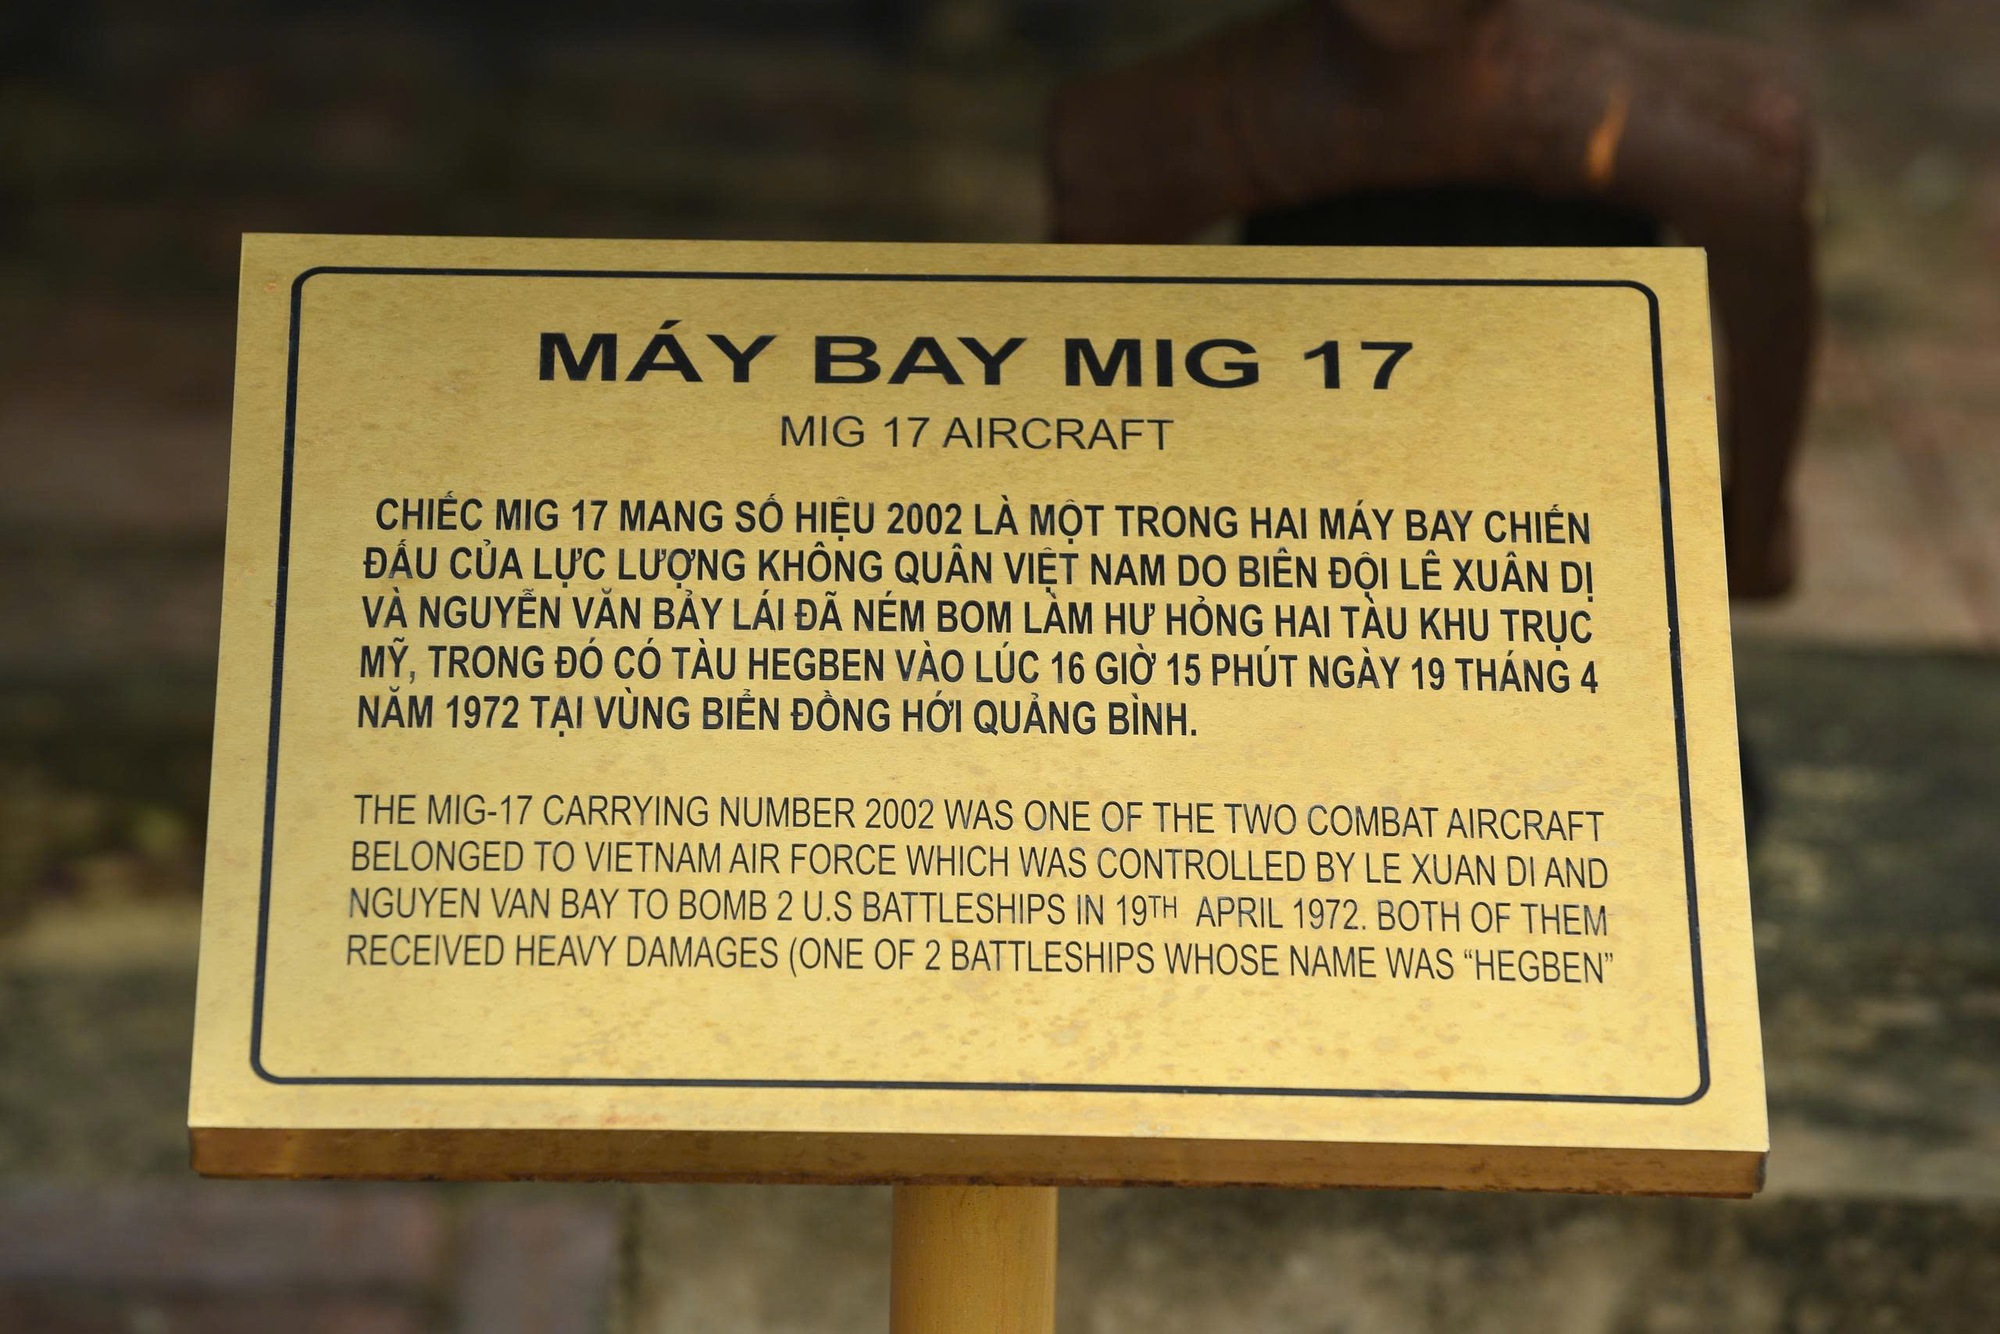 MÁY BAY MIG 17
MIG 17 AIRCRAFT
CHIẾC MIG 17 MANG SỐ HIỆU 2002 LÀ MỘT TRONG HAI MÁY BAY CHIẾN
ĐẤU CỦA LỰC LƯỢNG KHÔNG QUÂN VIỆT NAM DO BIÊN ĐỘI LÊ XUÂN DỊ
VÀ NGUYỄN VĂN BẢY LÁI ĐÃ NÉM BOM LÀM HƯ HỎNG HAI TÀU KHU TRỤC
MỸ, TRONG ĐÓ CÓ TÀU HEGBEN VÀO LÚC 16 GIỜ 15 PHÚT NGÀY 19 THÁNG 4
NĂM 1972 TẠI VÙNG BIỂN ĐỒNG HỚI QUẢNG BÌNH.
THE MIG-17 CARRYING NUMBER 2002 WAS ONE OF THE TWO COMBAT AIRCRAFT
BELONGED TO VIETNAM AIR FORCE WHICH WAS CONTROLLED BY LE XUAN DI AND
NGUYEN VAN BAY TO BOMB 2 U.S BATTLESHIPS IN 19TH APRIL 1972. BOTH OF THEM
RECEIVED HEAVY DAMAGES (ONE OF 2 BATTLESHIPS WHOSE NAME WAS “HEGBEN”